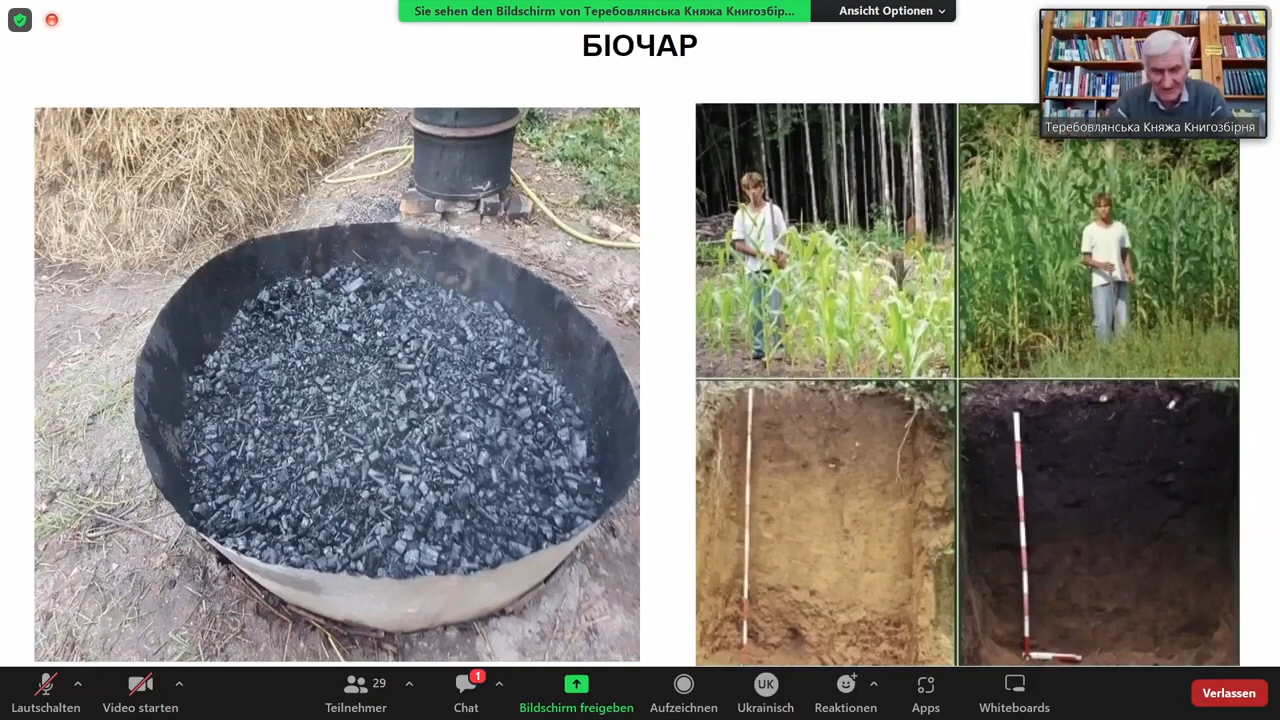 Sie sehen den Bildschirm von Теребовлянська Княжа Книгозбір...
Ansicht Optionen
БІОЧАР
Теребовлянська Княжа Книгозбірня
Lautschalten
Video starten
29
Teilnehmer
1
Chat
Bildschirm freigeben
Aufzeichnen
UK
Ukrainisch
Reaktionen
Apps
Whiteboards
Verlassen